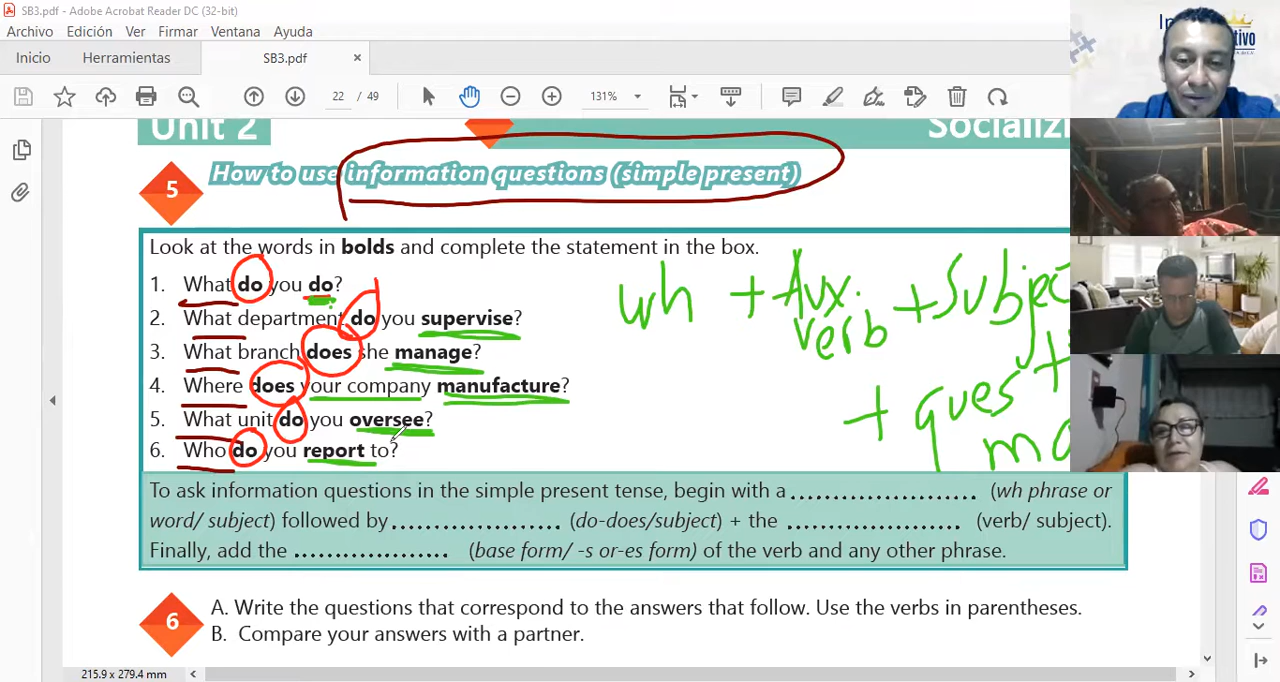 SB3.pdf - Adobe Acrobat Reader DC (32-bit)
Archivo Edición Ver Firmar Ventana Ayuda
Inicio Herramientas SB3.pdf ×
22 / 49 131%
Unit 2 Socializi
5 How to use information questions (simple present)
Look at the words in bolds and complete the statement in the box.
1. What do you do?
2. What department do you supervise?
3. What branch does she manage?
4. Where does your company manufacture?
5. What unit do you oversee?
6. Who do you report to?
wh + Aux. verb + Subject
+ ques
To ask information questions in the simple present tense, begin with a ........................ (wh phrase or
word/ subject) followed by ...................... (do-does/subject) + the ...................... (verb/ subject).
Finally, add the .................... (base form/ -s or-es form) of the verb and any other phrase.
6 A. Write the questions that correspond to the answers that follow. Use the verbs in parentheses.
B. Compare your answers with a partner.
215.9 x 279.4 mm